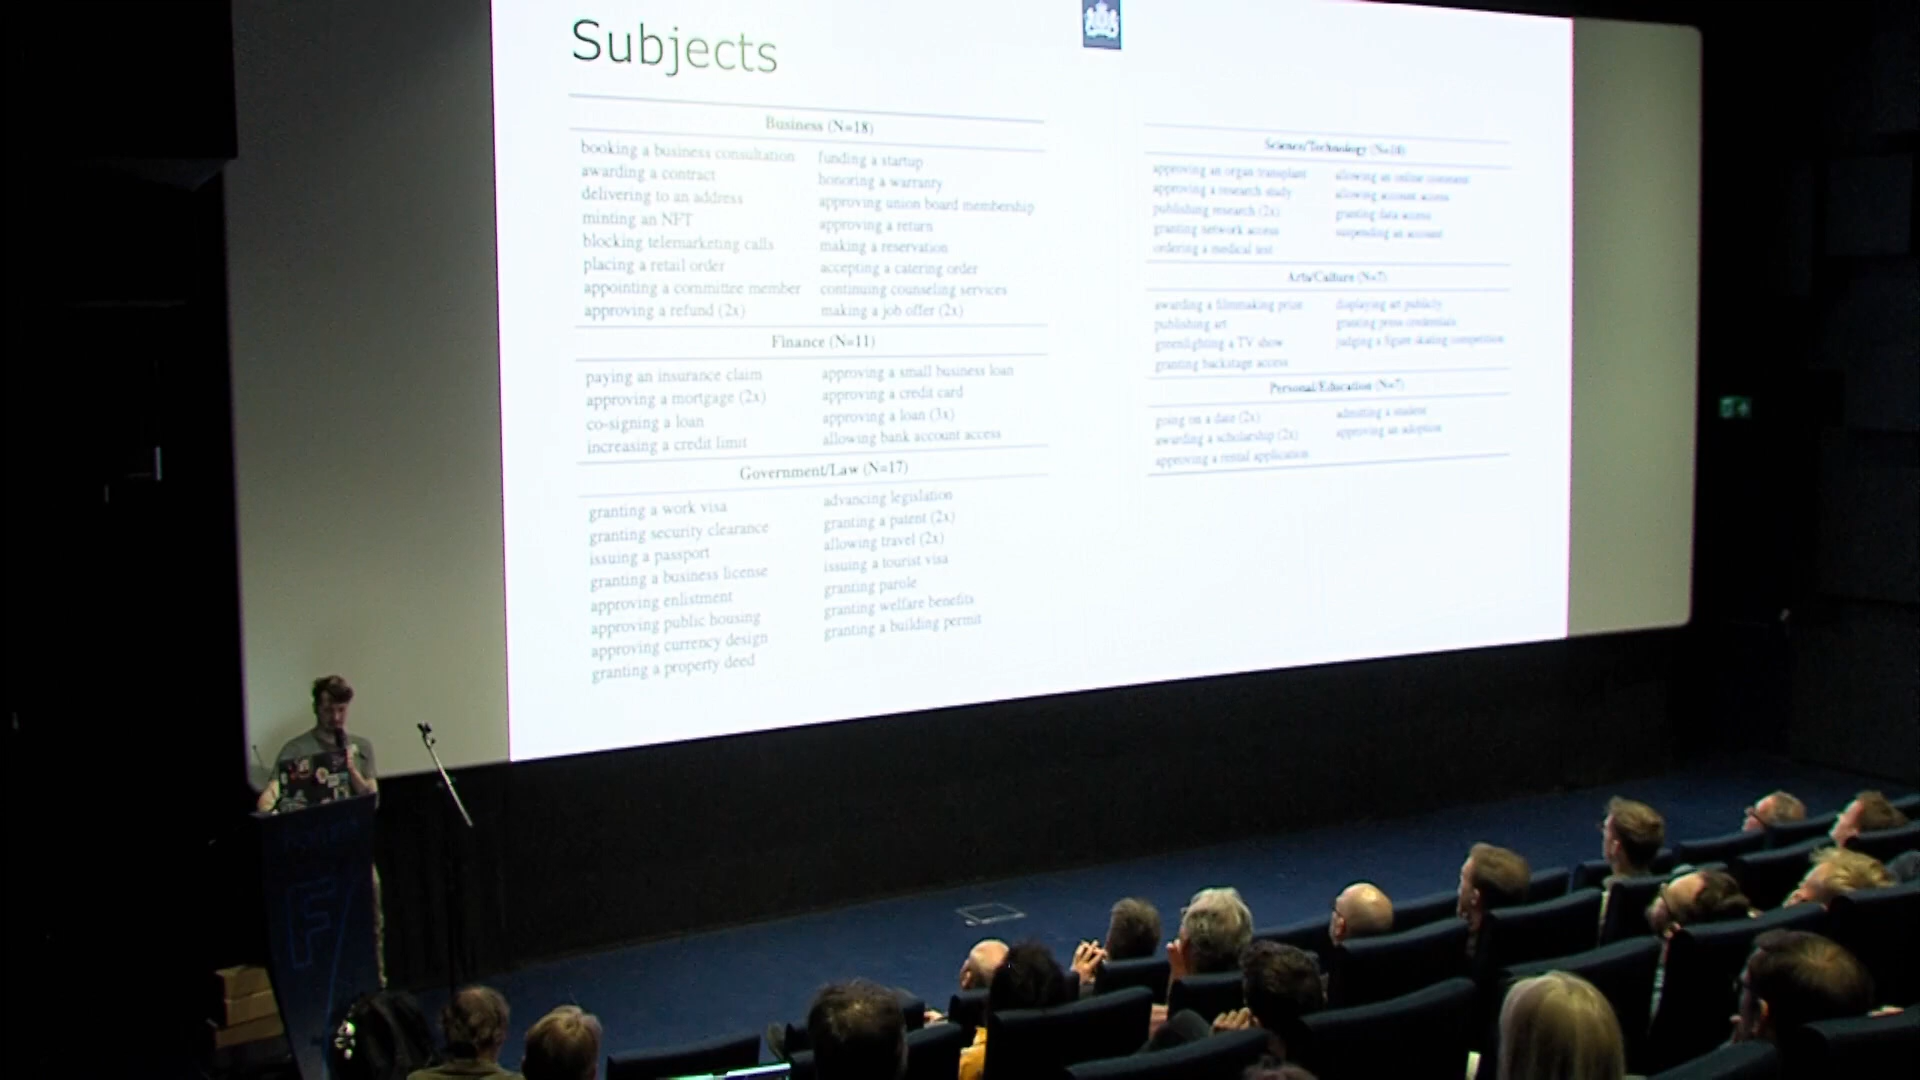 Subjects
Business (N=18)
booking a business consultation
awarding a contract
delivering to an address
minting an NFT
blocking telemarketing calls
placing a retail order
appointing a committee member
approving a refund (2x)
funding a startup
honoring a warranty
approving union board membership
approving a return
making a reservation
accepting a catering order
continuing counseling services
making a job offer (2x)
Finance (N=11)
paying an insurance claim
approving a mortgage (2x)
co-signing a loan
increasing a credit limit
approving a small business loan
approving a credit card
approving a loan (3x)
allowing bank account access
Government/Law (N=17)
granting a work visa
granting security clearance
issuing a passport
granting a business license
approving enlistment
approving public housing
approving currency design
granting a property deed
advancing legislation
granting a patent (2x)
allowing travel (2x)
issuing a tourist visa
granting parole
granting welfare benefits
granting a building permit
Science/Technology (N=10)
approving an organ transplant
approving a research study
publishing research (2x)
granting network access
ordering a medical test
allowing an online comment
allowing account access
granting data access
suspending an account
Arts/Culture (N=7)
awarding a filmmaking prize
publishing art
greenlighting a TV show
granting backstage access
displaying art publicly
granting press credentials
judging a figure skating competition
Personal/Education (N=7)
going on a date (2x)
awarding a scholarship (2x)
approving a rental application
admitting a student
approving an adoption